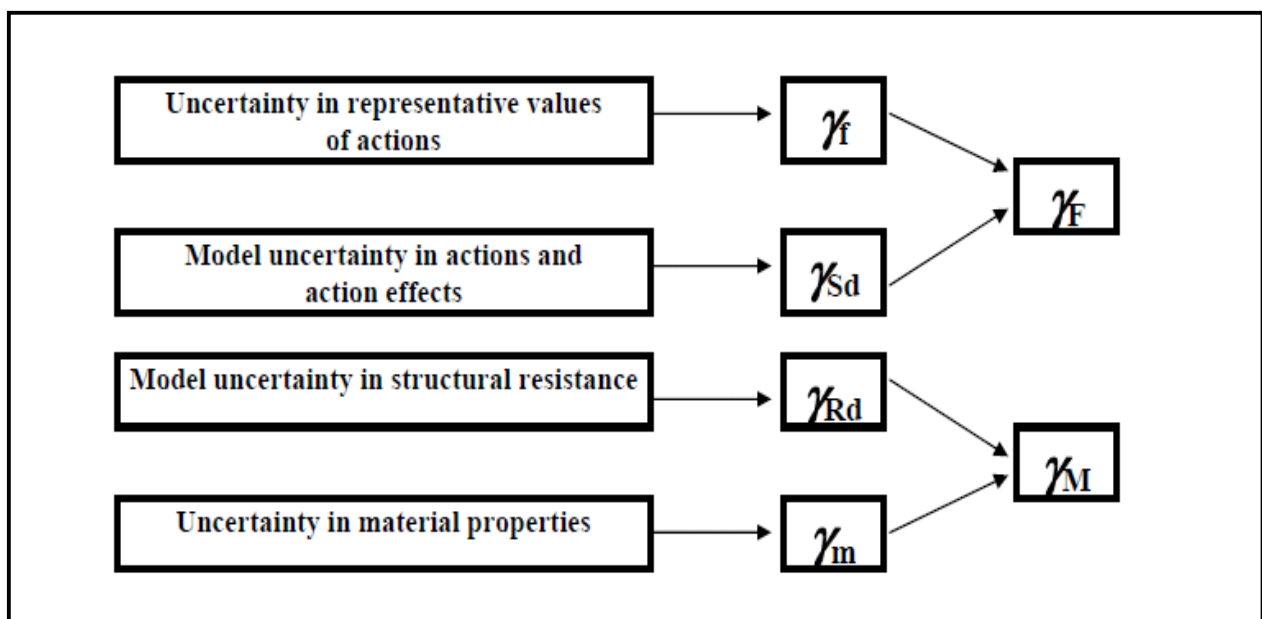 Uncertainty in representative values
of actions
γf
γF
Model uncertainty in actions and
action effects
γSd
Model uncertainty in structural resistance
γRd
γM
Uncertainty in material properties
γm